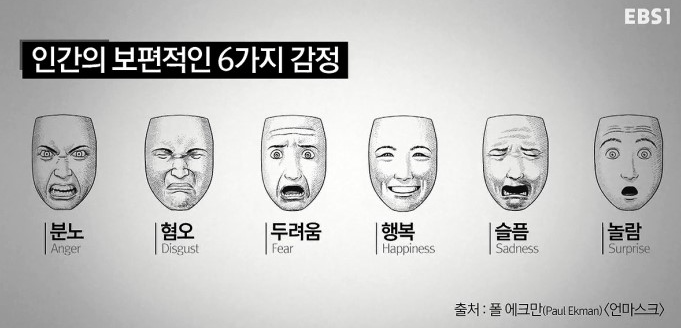 EBS1
인간의 보편적인 6가지 감정
분노
Anger
혐오
Disgust
두려움
Fear
행복
Happiness
슬픔
Sadness
놀람
Surprise
출처 : 폴 에크만(Paul Ekman)〈언마스크〉